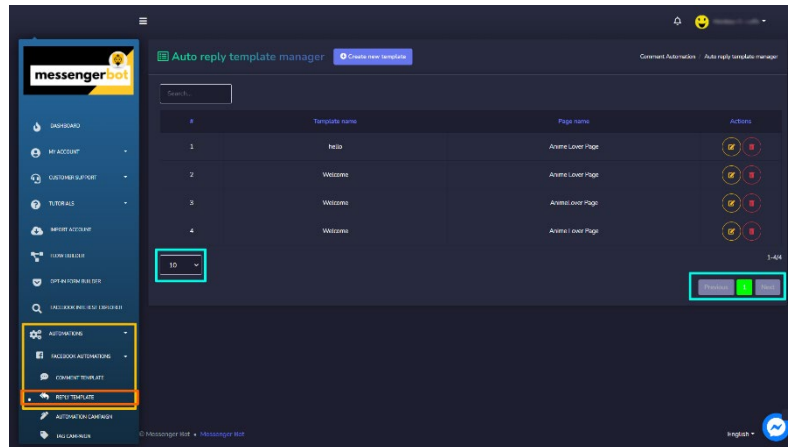 Auto reply template manager
Create new template
Comment Automation / Auto reply template manager
messengerbot
Search...
# Template name Page name Actions
1 hello Anime Lover Page
2 Welcome Anime Lover Page
3 Welcome AnimeLover Page
4 Welcome Anime Lover Page
10
1-4/4
Previous 1 Next
DASHBOARD
MY ACCOUNT
CUSTOMER SUPPORT
TUTORIALS
IMPORT ACCOUNT
FLOW BUILDER
OPT-IN FORM BUILDER
AUTOMATIONS
FACEBOOK AUTOMATIONS
COMMENT TEMPLATE
REPLY TEMPLATE
AUTOMATION CAMPAIGN
TAG CAMPAIGN
© Messenger Bot • Messenger Bot
English